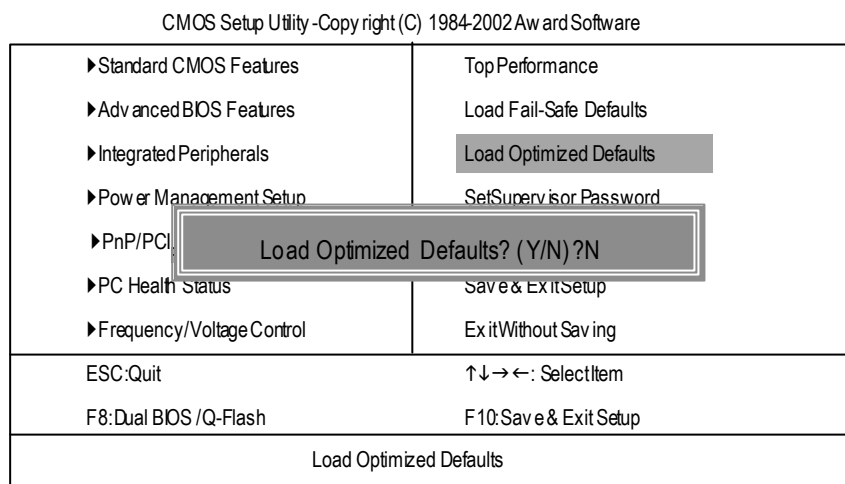 CMOS Setup Utility-Copyright (C) 1984-2002 Award Software
▶Standard CMOS Features
Top Performance
▶Advanced BIOS Features
Load Fail-Safe Defaults
▶Integrated Peripherals
Load Optimized Defaults
▶Power Management Setup
Set Supervisor Password
▶PnP/PCI
Load Optimized Defaults? (Y/N)?N
▶PC Health Status
Save & Exit Setup
▶Frequency/Voltage Control
Exit Without Saving
ESC:Quit
↑↓→←: Select Item
F8:Dual BIOS /Q-Flash
F10:Save & Exit Setup
Load Optimized Defaults